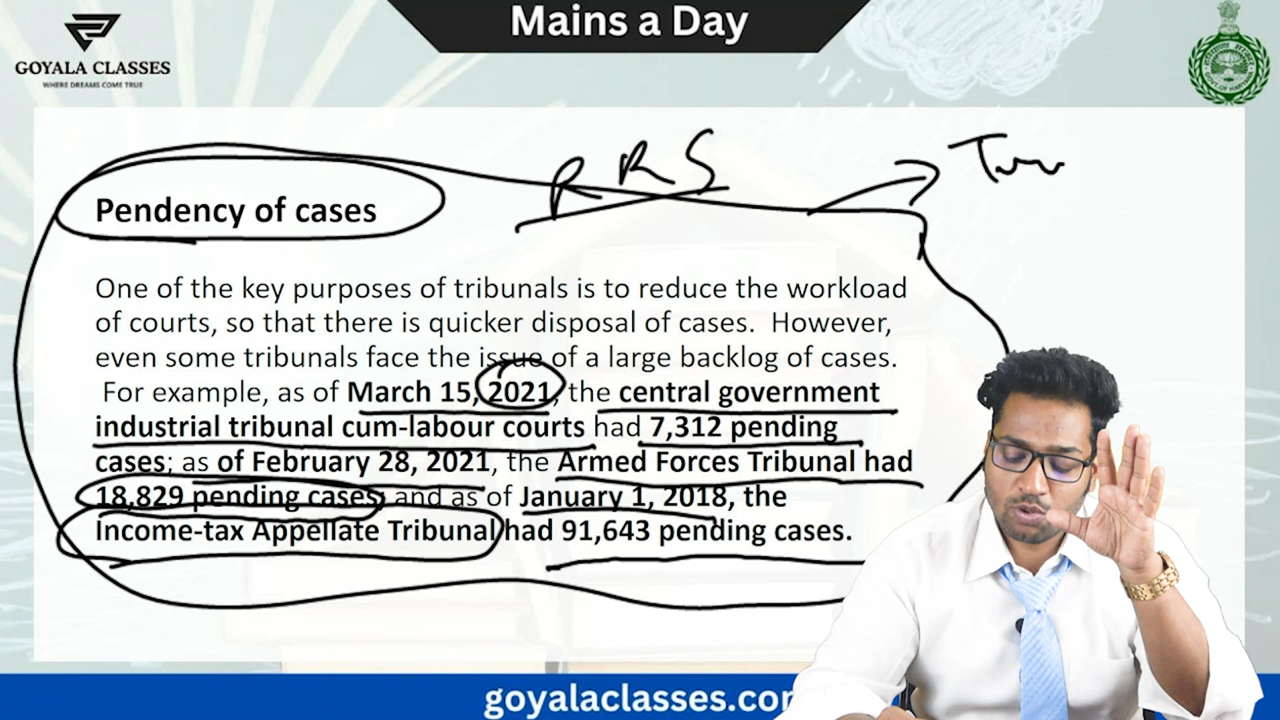 Mains a Day
GOYALA CLASSES
WHERE DREAMS COME TRUE
RRS
Pendency of cases
One of the key purposes of tribunals is to reduce the workload
of courts, so that there is quicker disposal of cases. However,
even some tribunals face the issue of a large backlog of cases.
For example, as of March 15, 2021, the central government
industrial tribunal cum-labour courts had 7,312 pending
cases; as of February 28, 2021, the Armed Forces Tribunal had
18,829 pending cases; and as of January 1, 2018, the
Income-tax Appellate Tribunal had 91,643 pending cases.